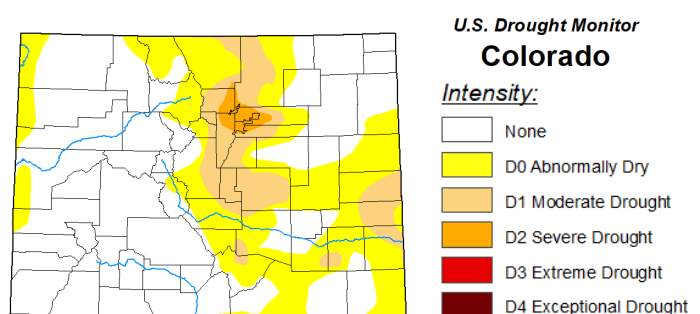 U.S. Drought Monitor
Colorado
Intensity:
None
D0 Abnormally Dry
D1 Moderate Drought
D2 Severe Drought
D3 Extreme Drought
D4 Exceptional Drought